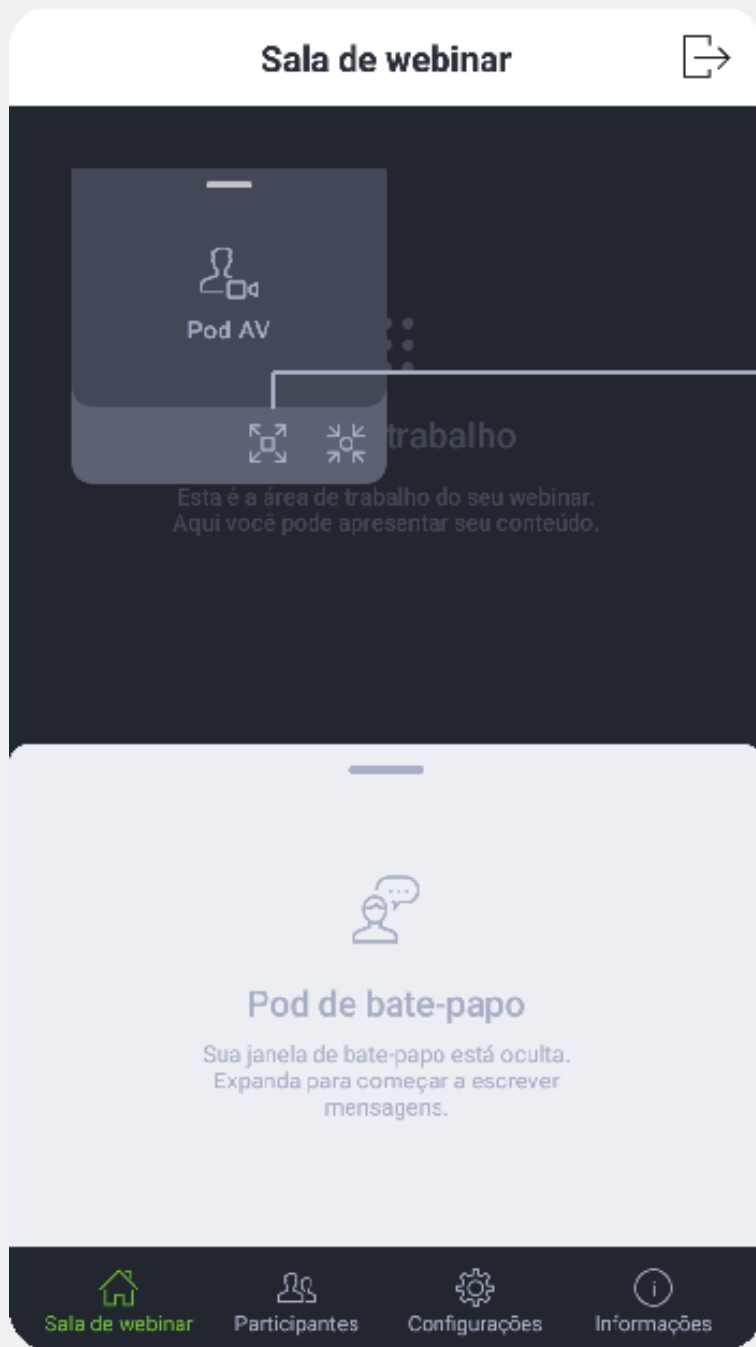 Sala de webinar
Pod AV
trabalho
Esta é a área de trabalho do seu webinar.
Aqui você pode apresentar seu conteúdo.
Pod de bate-papo
Sua janela de bate-papo está oculta.
Expanda para começar a escrever
mensagens.
Sala de webinar
Participantes
Configurações
Informações